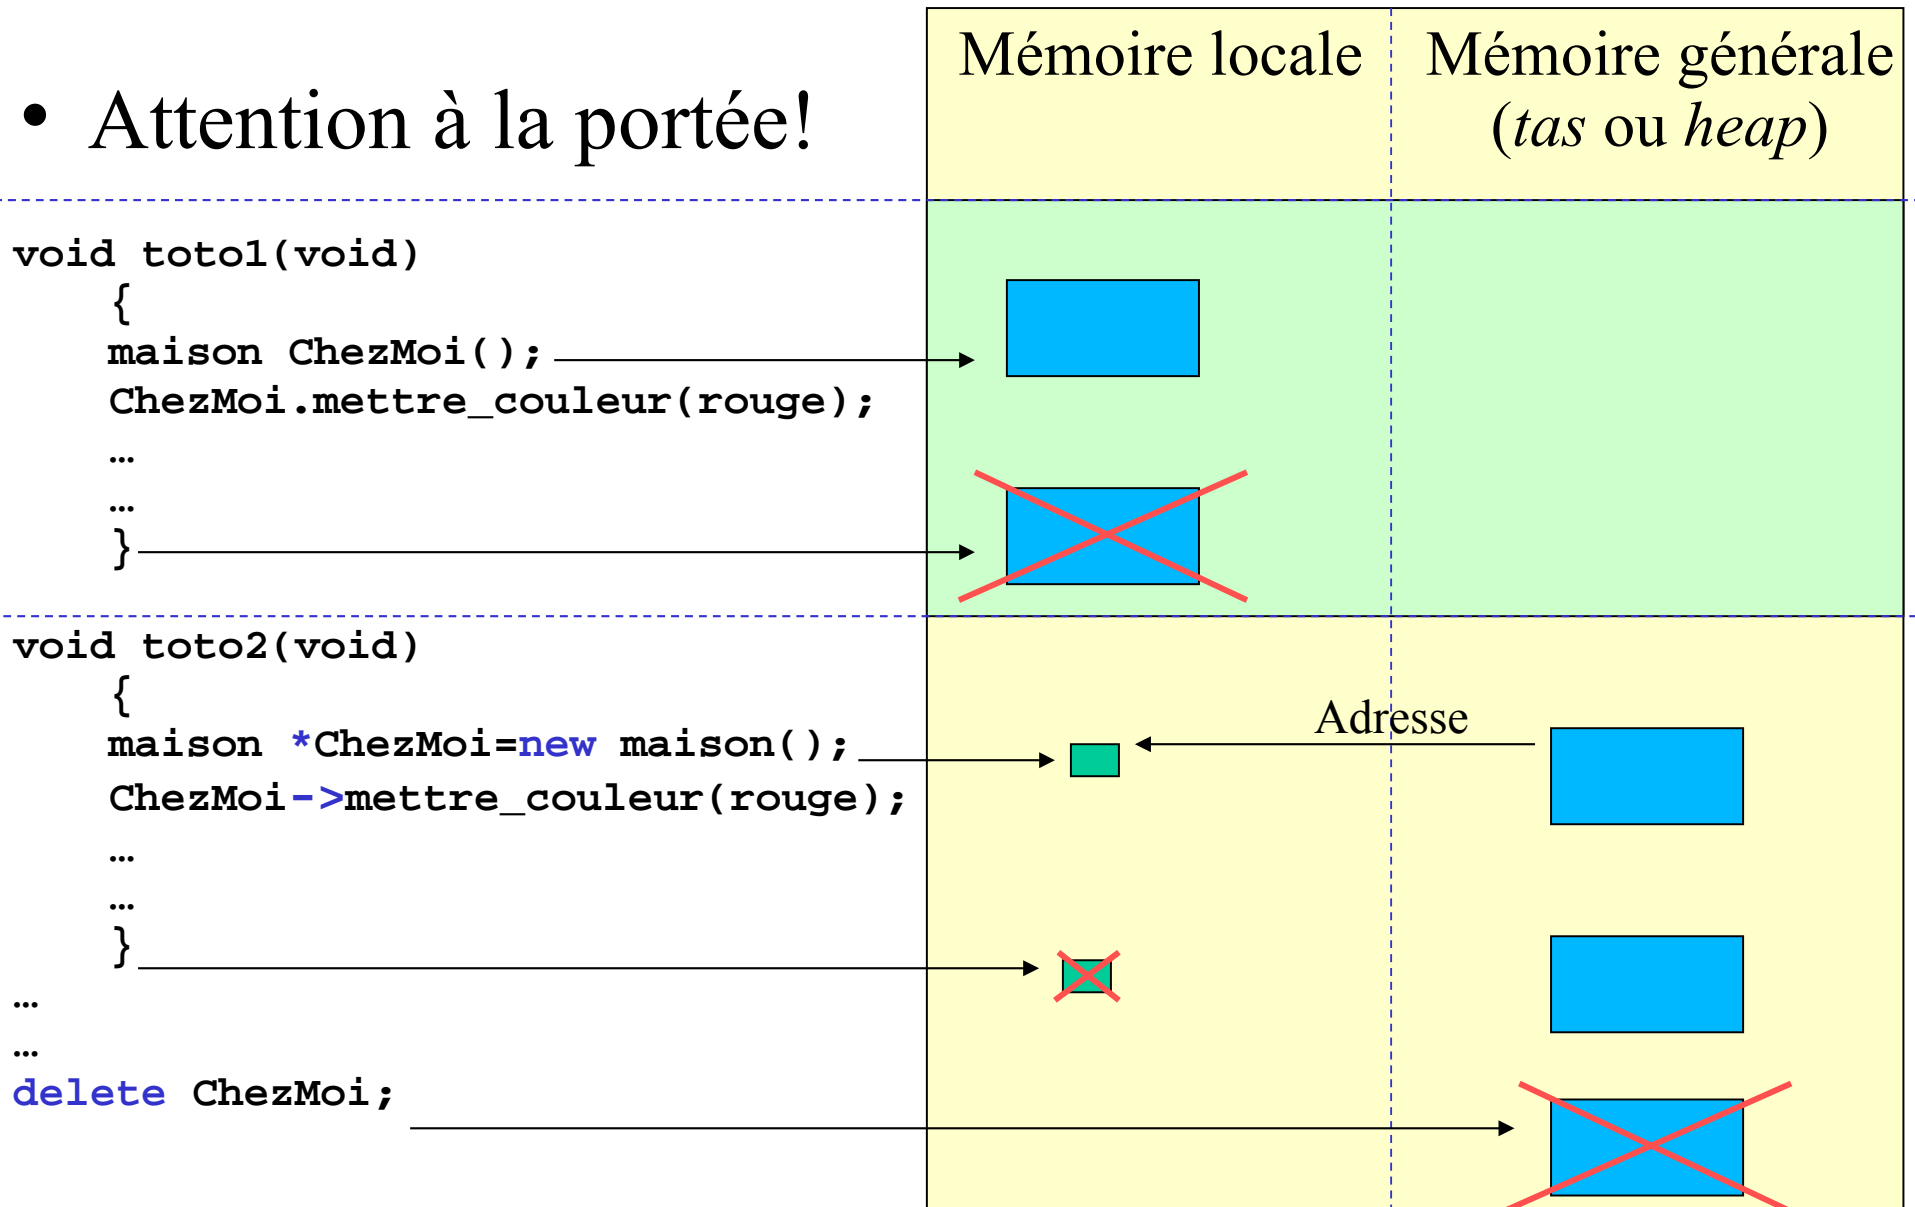 • Attention à la portée!
Mémoire locale
Mémoire générale
(tas ou heap)
void toto1(void)
{
maison ChezMoi();
ChezMoi.mettre_couleur(rouge);
…
…
}
void toto2(void)
{
maison *ChezMoi=new maison();
ChezMoi->mettre_couleur(rouge);
…
…
}
…
…
delete ChezMoi;
Adresse